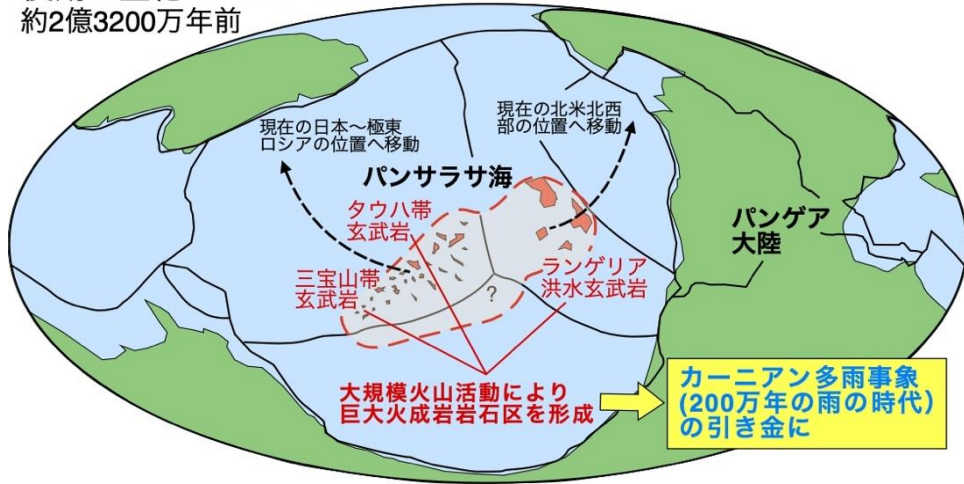 約2億3200万年前
現在の日本～極東
ロシアの位置へ移動
現在の北米北西
部の位置へ移動
パンサラサ海
タウハ帯
玄武岩
三宝山帯
玄武岩
ランゲリア
洪水玄武岩
?
パンゲア
大陸
大規模火山活動により
巨大火成岩岩石区を形成
カーニアン多雨事象
(200万年の雨の時代)
の引き金に